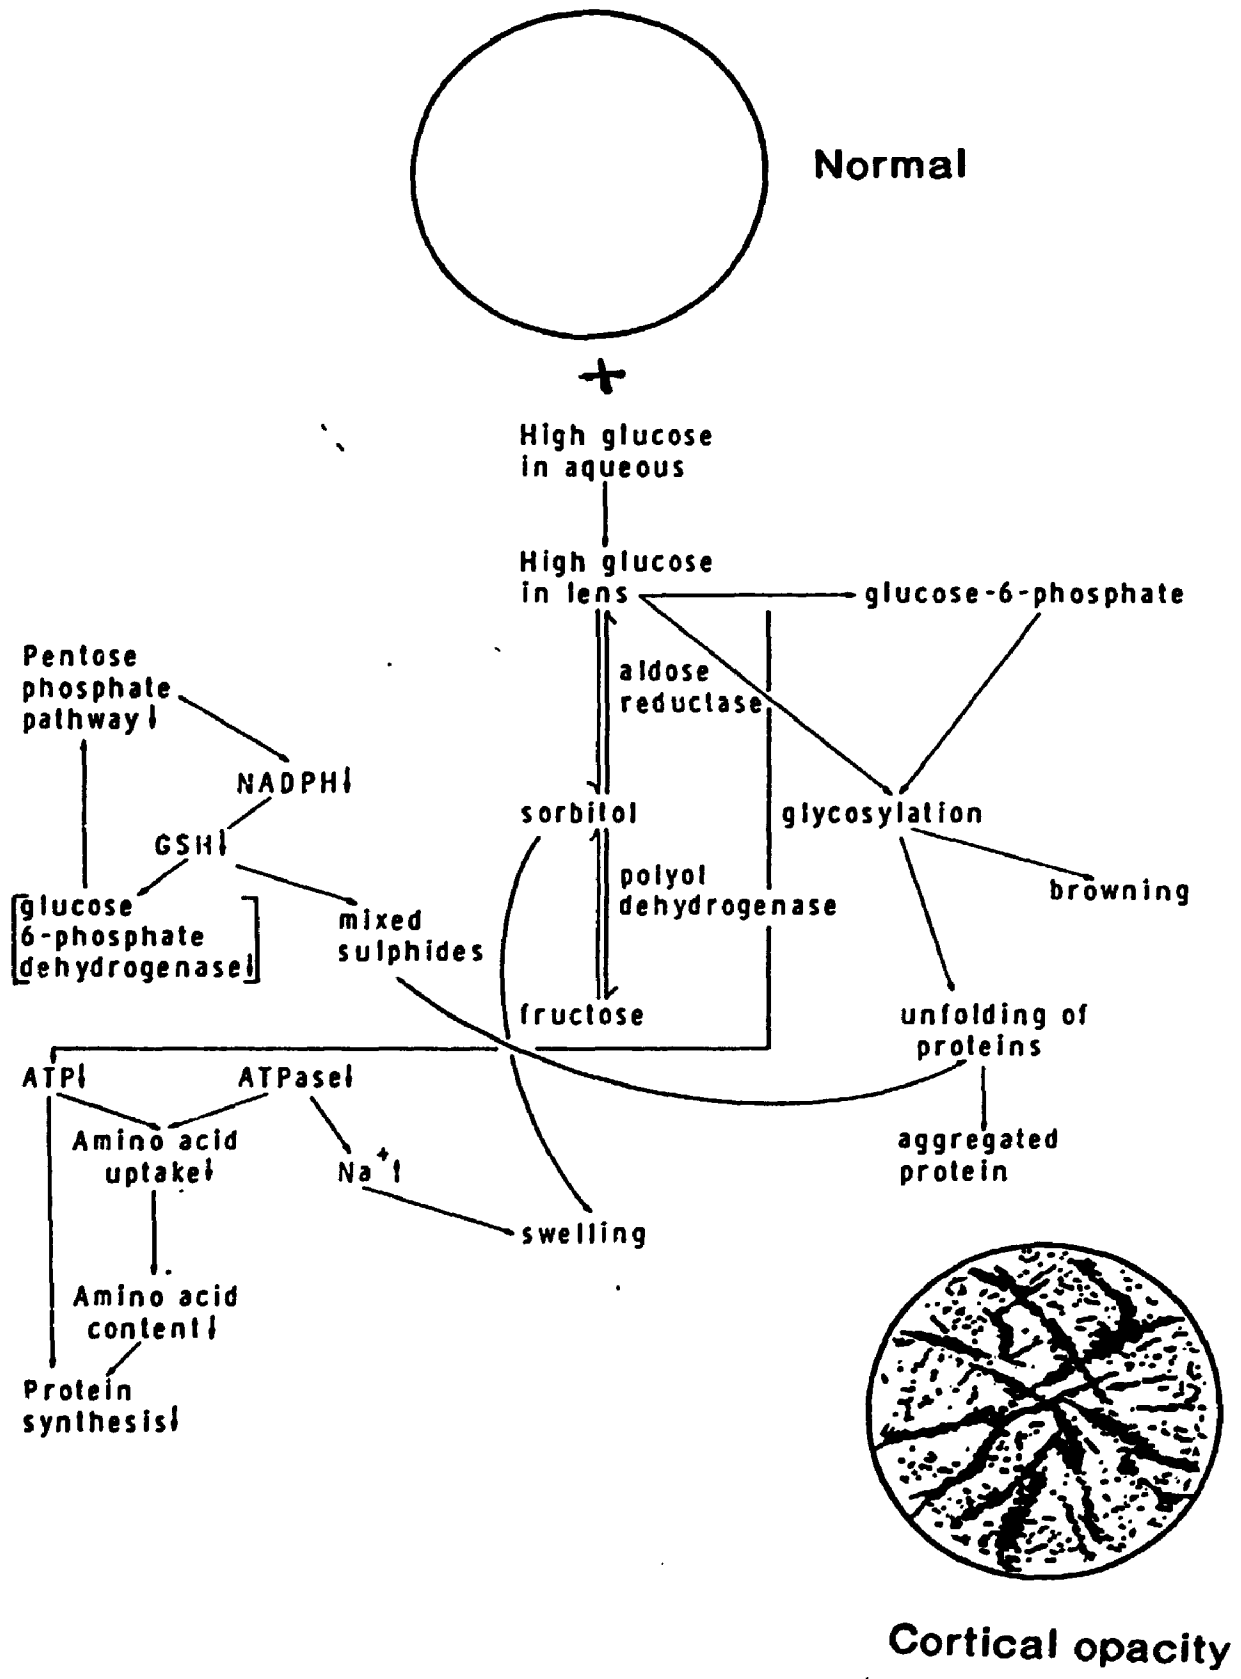 Normal
+
High glucose
in aqueous
High glucose
in lens
glucose-6-phosphate
aldose
reductase
Pentose
phosphate
pathway↓
NADPH↓
GSH↓
[glucose
6-phosphate
dehydrogenase↓]
mixed
sulphides
sorbitol
polyol
dehydrogenase
fructose
glycosylation
browning
unfolding of
proteins
aggregated
protein
ATP↓
ATPase↓
Amino acid
uptake↓
Na+↑
swelling
Amino acid
content↓
Protein
synthesis↓
Cortical opacity